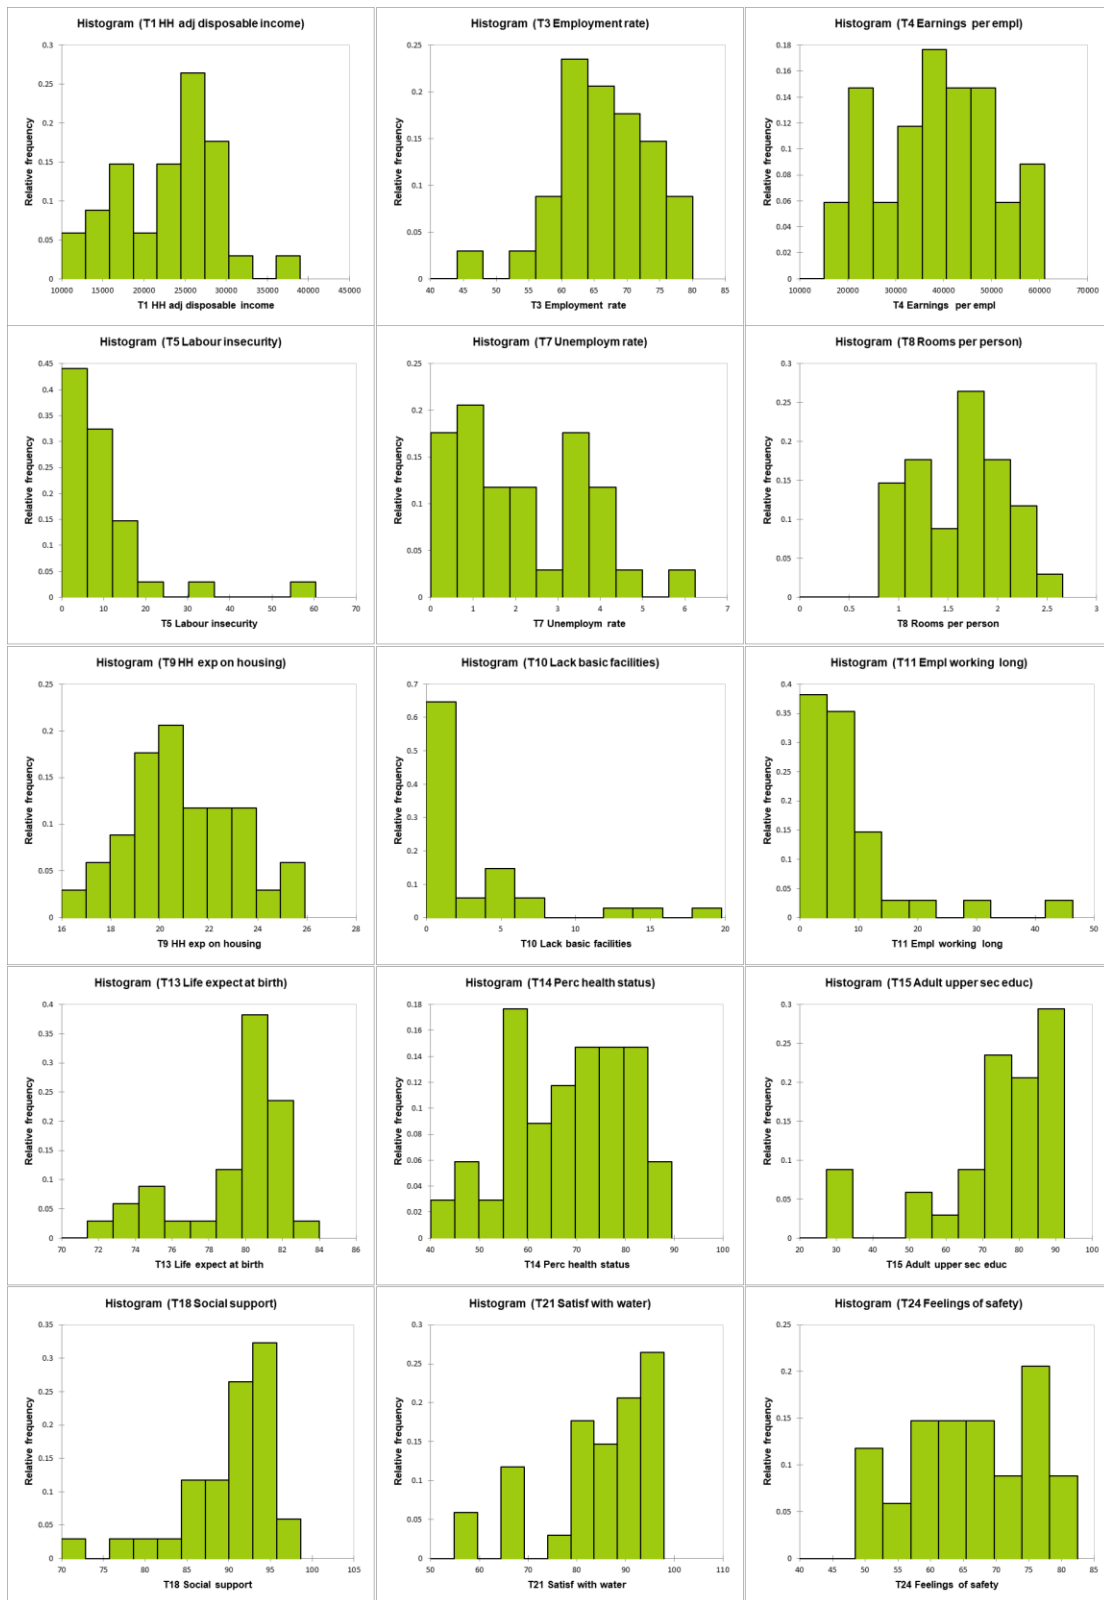 Histogram (T1 HH adj disposable income)
0.3
0.25
0.2
0.15
0.1
0.05
0
Relative frequency
10000 15000 20000 25000 30000 35000 40000 45000
T1 HH adj disposable income
Histogram (T3 Employment rate)
0.25
0.2
0.15
0.1
0.05
0
Relative frequency
40 45 50 55 60 65 70 75 80 85
T3 Employment rate
Histogram (T4 Earnings per empl)
0.18
0.16
0.14
0.12
0.1
0.08
0.06
0.04
0.02
0
Relative frequency
10000 20000 30000 40000 50000 60000 70000
T4 Earnings per empl
Histogram (T5 Labour insecurity)
0.45
0.4
0.35
0.3
0.25
0.2
0.15
0.1
0.05
0
Relative frequency
0 10 20 30 40 50 60 70
T5 Labour insecurity
Histogram (T7 Unemploym rate)
0.25
0.2
0.15
0.1
0.05
0
Relative frequency
0 1 2 3 4 5 6 7
T7 Unemploym rate
Histogram (T8 Rooms per person)
0.3
0.25
0.2
0.15
0.1
0.05
0
Relative frequency
0 0.5 1 1.5 2 2.5 3
T8 Rooms per person
Histogram (T9 HH exp on housing)
0.25
0.2
0.15
0.1
0.05
0
Relative frequency
16 18 20 22 24 26 28
T9 HH exp on housing
Histogram (T10 Lack basic facilities)
0.7
0.6
0.5
0.4
0.3
0.2
0.1
0
Relative frequency
0 5 10 15 20
T10 Lack basic facilities
Histogram (T11 Empl working long)
0.4
0.35
0.3
0.25
0.2
0.15
0.1
0.05
0
Relative frequency
0 10 20 30 40 50
T11 Empl working long
Histogram (T13 Life expect at birth)
0.4
0.35
0.3
0.25
0.2
0.15
0.1
0.05
0
Relative frequency
70 72 74 76 78 80 82 84 86
T13 Life expect at birth
Histogram (T14 Perc health status)
0.18
0.16
0.14
0.12
0.1
0.08
0.06
0.04
0.02
0
Relative frequency
40 50 60 70 80 90 100
T14 Perc health status
Histogram (T15 Adult upper sec educ)
0.3
0.25
0.2
0.15
0.1
0.05
0
Relative frequency
20 30 40 50 60 70 80 90 100
T15 Adult upper sec educ
Histogram (T18 Social support)
0.35
0.3
0.25
0.2
0.15
0.1
0.05
0
Relative frequency
70 75 80 85 90 95 100 105
T18 Social support
Histogram (T21 Satisf with water)
0.3
0.25
0.2
0.15
0.1
0.05
0
Relative frequency
50 60 70 80 90 100 110
T21 Satisf with water
Histogram (T24 Feelings of safety)
0.25
0.2
0.15
0.1
0.05
0
Relative frequency
40 45 50 55 60 65 70 75 80 85
T24 Feelings of safety